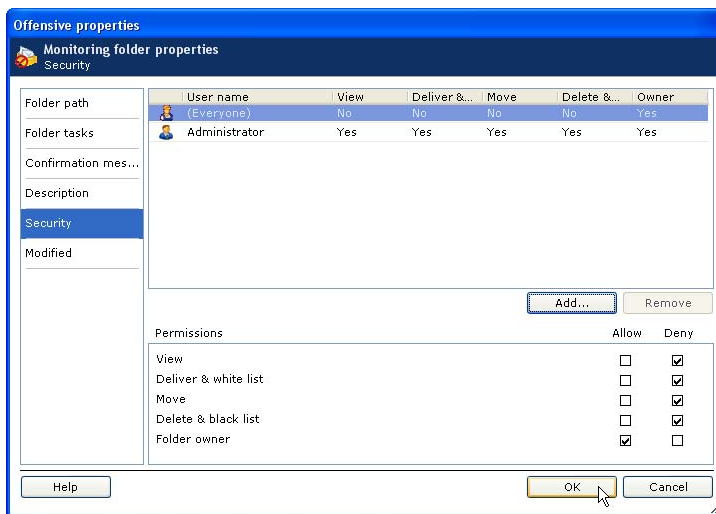 Offensive properties
Monitoring folder properties
Security
Folder path
Folder tasks
Confirmation mes...
Description
Security
Modified
User name View Deliver &... Move Delete &... Owner
(Everyone) No No No No Yes
Administrator Yes Yes Yes Yes Yes
Add... Remove
Permissions Allow Deny
View
Deliver & white list
Move
Delete & black list
Folder owner
Help OK Cancel